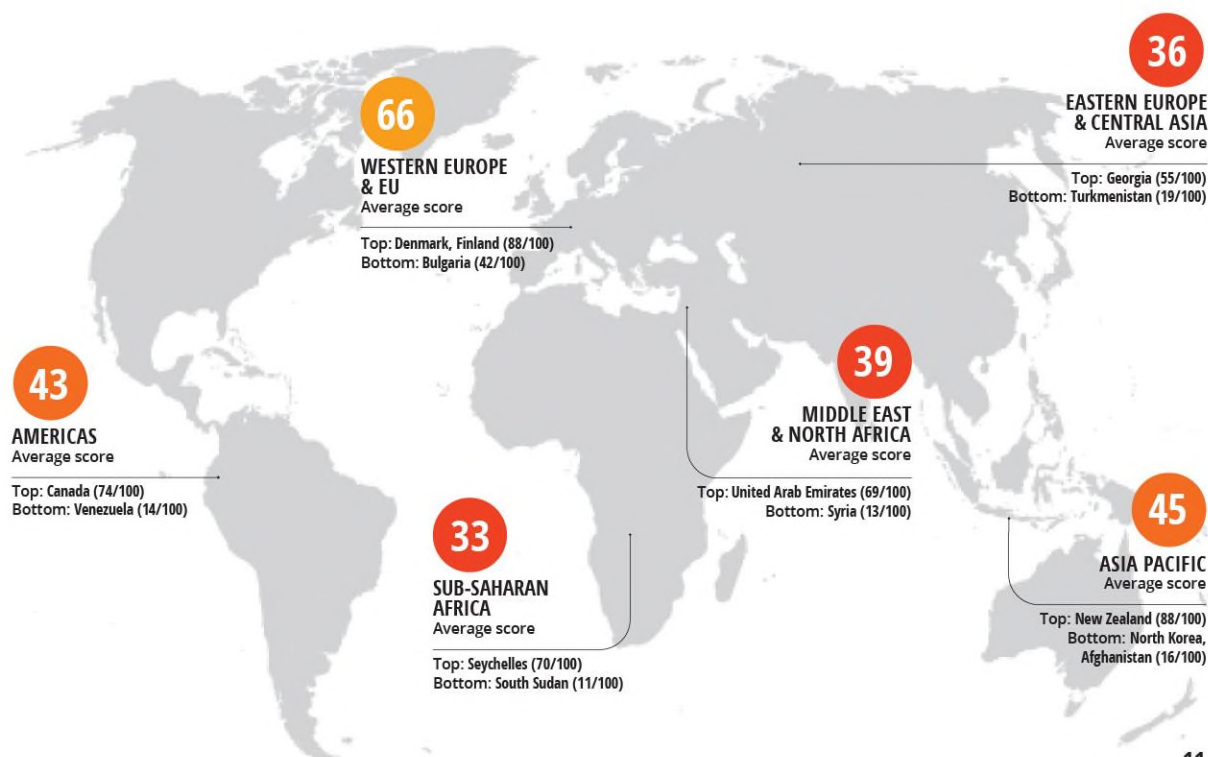 36
EASTERN EUROPE
& CENTRAL ASIA
Average score
Top: Georgia (55/100)
Bottom: Turkmenistan (19/100)
66
WESTERN EUROPE
& EU
Average score
Top: Denmark, Finland (88/100)
Bottom: Bulgaria (42/100)
43
AMERICAS
Average score
Top: Canada (74/100)
Bottom: Venezuela (14/100)
39
MIDDLE EAST
& NORTH AFRICA
Average score
Top: United Arab Emirates (69/100)
Bottom: Syria (13/100)
33
SUB-SAHARAN
AFRICA
Average score
Top: Seychelles (70/100)
Bottom: South Sudan (11/100)
45
ASIA PACIFIC
Average score
Top: New Zealand (88/100)
Bottom: North Korea,
Afghanistan (16/100)